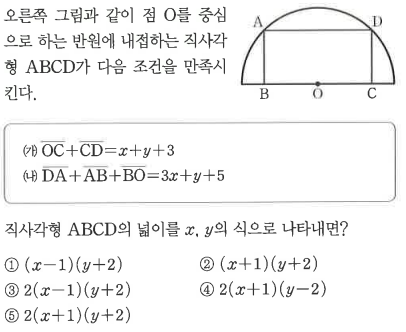 오른쪽 그림과 같이 점 O를 중심
으로 하는 반원에 내접하는 직사각
형 ABCD가 다음 조건을 만족시
킨다.
A D
B O C
㈎ OC+CD=x+y+3
㈏ DA+AB+BO=3x+y+5
직사각형 ABCD의 넓이를 x, y의 식으로 나타내면?
① (x-1)(y+2) ② (x+1)(y+2)
③ 2(x-1)(y+2) ④ 2(x+1)(y-2)
⑤ 2(x+1)(y+2)